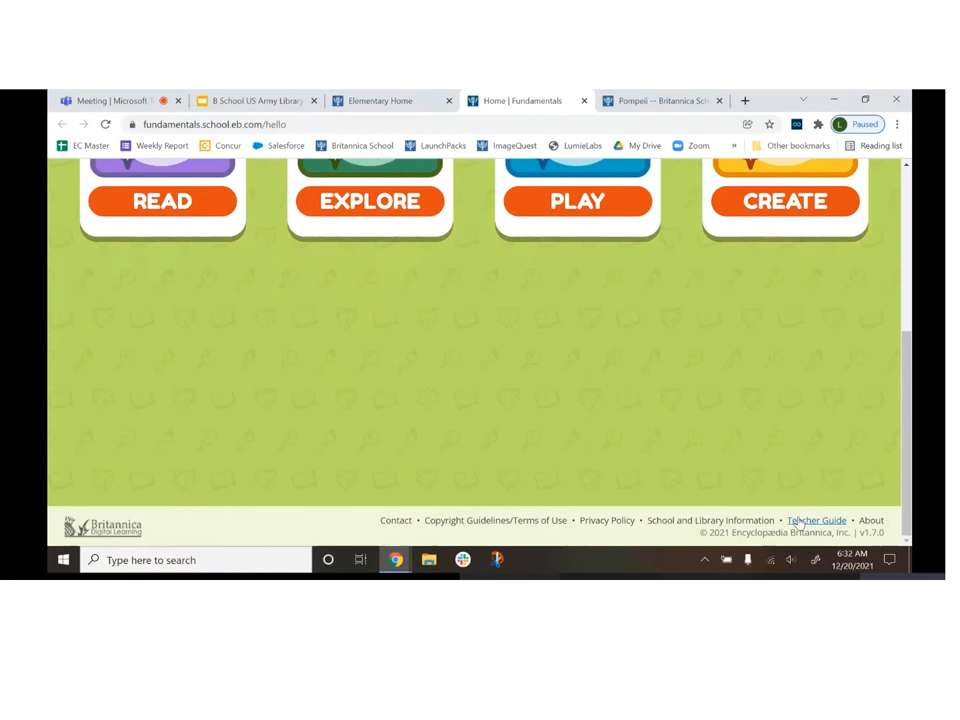 Meeting | Microsoft T
B School US Army Library
Elementary Home
Home | Fundamentals
Pompeii -- Britannica Sch
fundamentals.school.eb.com/hello
L Paused
EC Master
Weekly Report
Concur
Salesforce
Britannica School
LaunchPacks
ImageQuest
LumieLabs
My Drive
Zoom
»
Other bookmarks
Reading list
READ
EXPLORE
PLAY
CREATE
Britannica
Digital Learning
Contact • Copyright Guidelines/Terms of Use • Privacy Policy • School and Library Information • Teacher Guide • About
© 2021 Encyclopædia Britannica, Inc. | v1.7.0
Type here to search
6:32 AM
12/20/2021